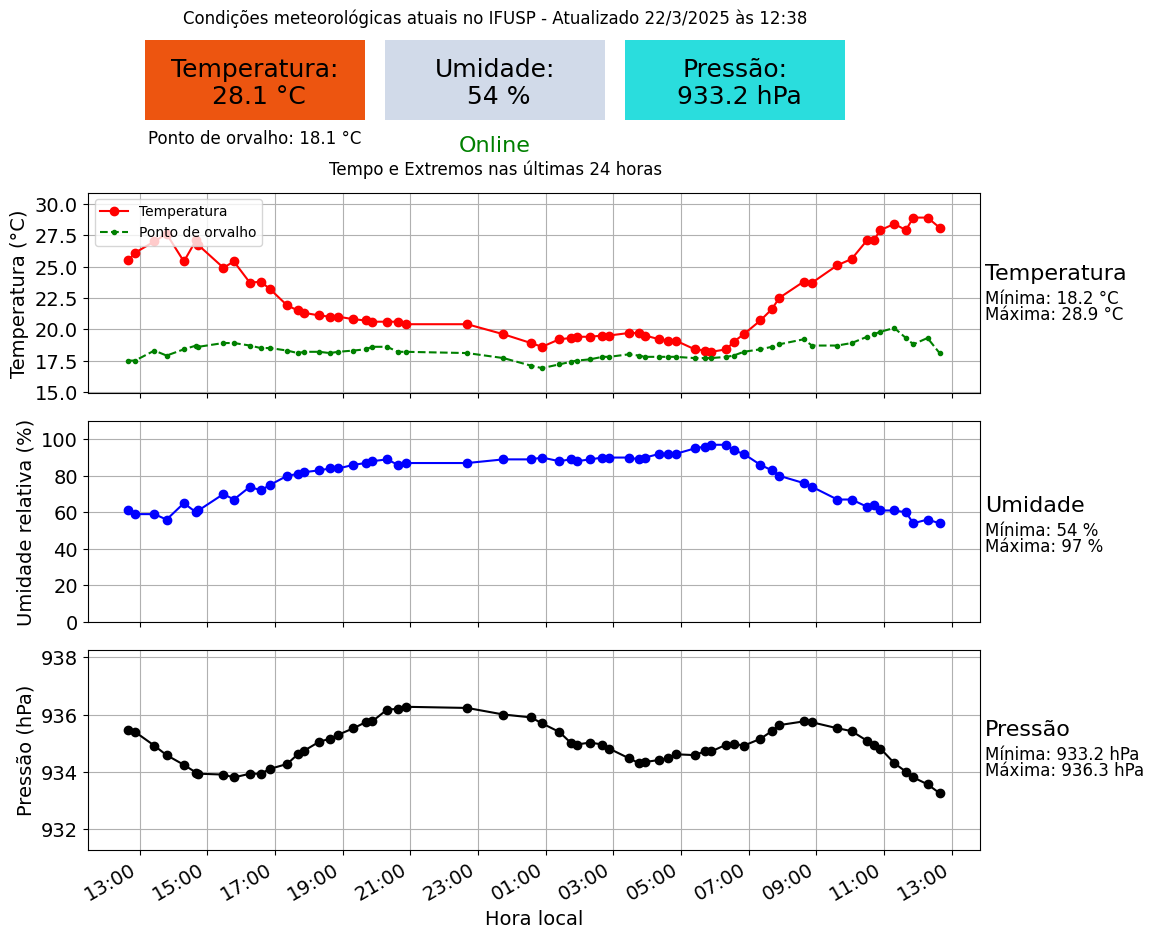 Condições meteorológicas atuais no IFUSP - Atualizado 22/3/2025 às 12:38
Temperatura:
28.1 °C
Umidade:
54 %
Pressão:
933.2 hPa
Ponto de orvalho: 18.1 °C
Online
Tempo e Extremos nas últimas 24 horas
Temperatura (°C)
30.0
27.5
25.0
22.5
20.0
17.5
15.0
Temperatura
Ponto de orvalho
Temperatura
Mínima: 18.2 °C
Máxima: 28.9 °C
Umidade relativa (%)
100
80
60
40
20
0
Umidade
Mínima: 54 %
Máxima: 97 %
Pressão (hPa)
938
936
934
932
Pressão
Mínima: 933.2 hPa
Máxima: 936.3 hPa
13:00
15:00
17:00
19:00
21:00
23:00
01:00
03:00
05:00
07:00
09:00
11:00
13:00
Hora local